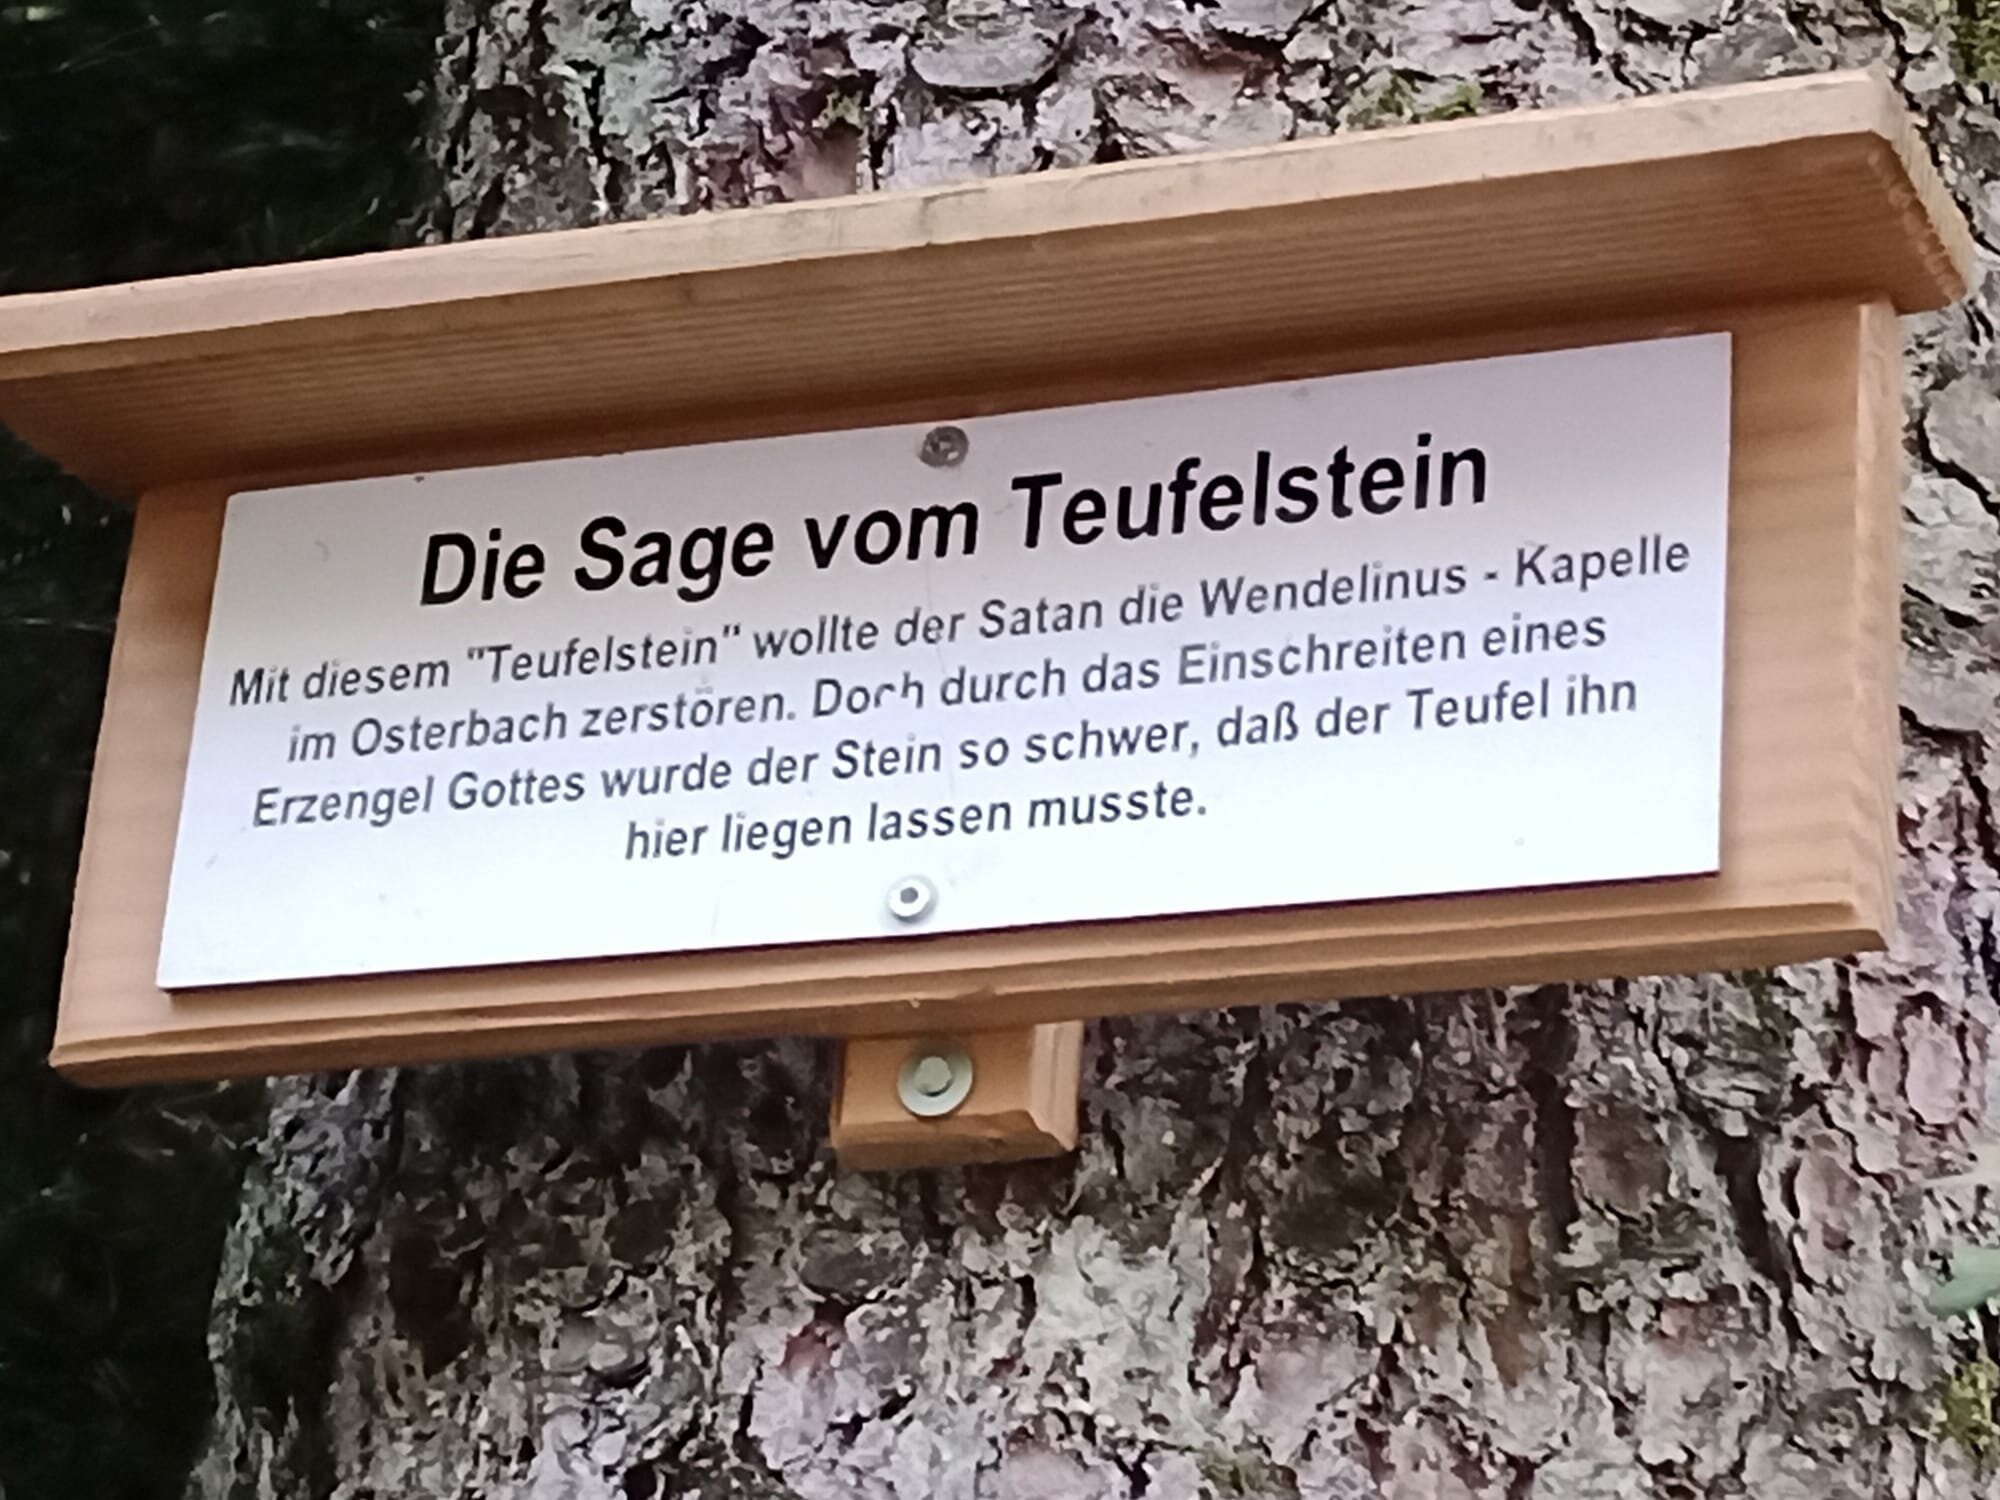 Die Sage vom Teufelstein
Mit diesem "Teufelstein" wollte der Satan die Wendelinus - Kapelle
im Osterbach zerstören. Doch durch das Einschreiten eines
Erzengel Gottes wurde der Stein so schwer, daß der Teufel ihn
hier liegen lassen musste.